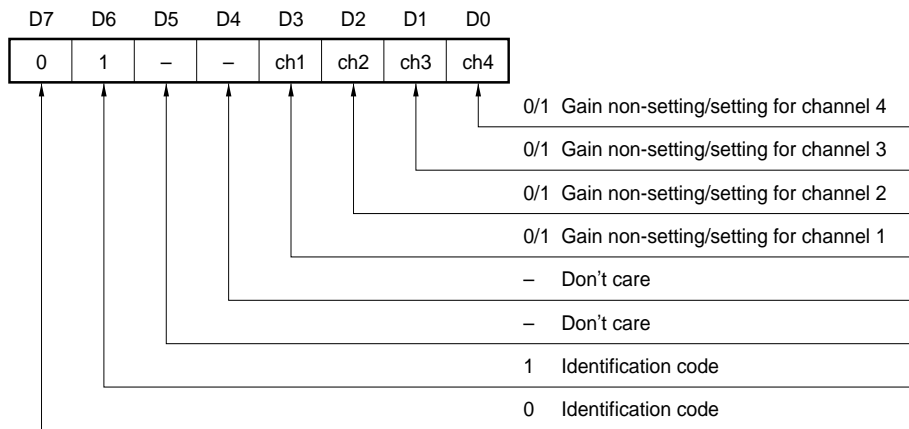 D7 D6 D5 D4 D3 D2 D1 D0
0 1 – – ch1 ch2 ch3 ch4
0/1 Gain non-setting/setting for channel 4
0/1 Gain non-setting/setting for channel 3
0/1 Gain non-setting/setting for channel 2
0/1 Gain non-setting/setting for channel 1
– Don’t care
– Don’t care
1 Identification code
0 Identification code